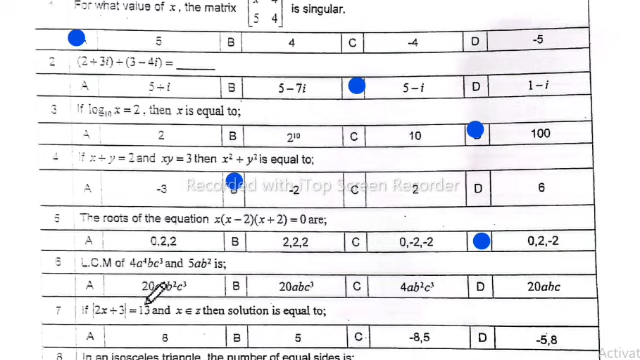 For what value of x, the matrix [x 4 5 4] is singular.
5 B 4 C -4 D -5
2 (2+3i)+(3−4i) = ______
A 5+i B 5−7i 5−i D 1−i
3 If log₁₀ x = 2, then x is equal to;
A 2 B 2¹⁰ C 10 100
4 If x+y = 2 and xy = 3 then x² + y² is equal to;
A -3 -2 C 2 D 6
Recorded with iTop Screen Recorder
5 The roots of the equation x(x−2)(x+2) = 0 are;
A 0,2,2 B 2,2,2 C 0,-2,-2 0,2,-2
6 L.C.M of 4a⁴bc³ and 5ab² is;
A B 20abc³ C 4ab²c³ D 20abc
7 If |2x+3| = 13 and x ∈ z then solution is equal to;
A 6 B 5 C -8,5 D -5,8
8 In an isosceles triangle, the number of equal sides is;
Activat